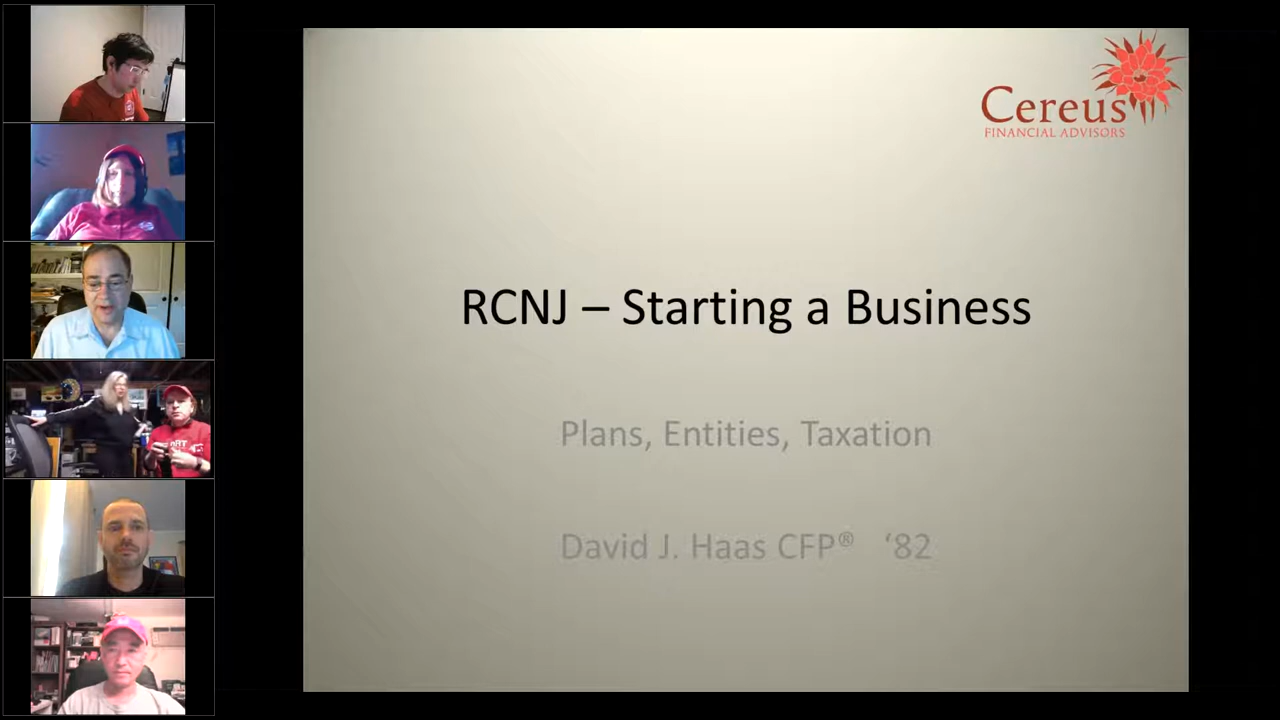 Cereus
FINANCIAL ADVISORS
RCNJ – Starting a Business
Plans, Entities, Taxation
David J. Haas CFP® ‘82